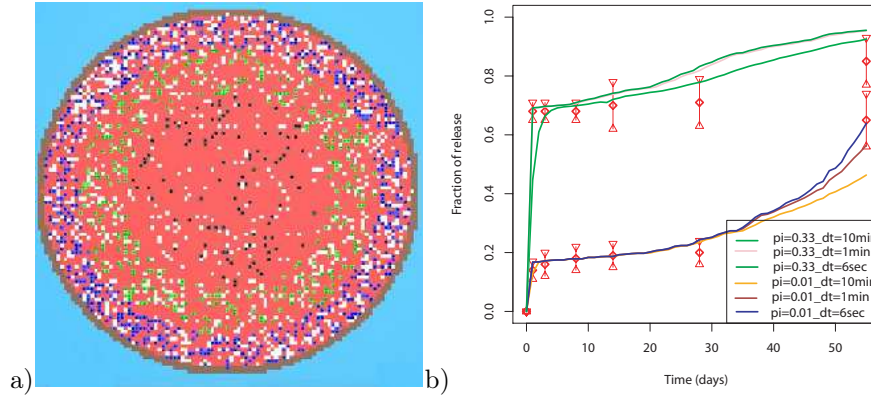 a)
b)
Fraction of release
1.0
0.8
0.6
0.4
0.2
0.0
pi=0.33_dt=10min
pi=0.33_dt=1min
pi=0.33_dt=6sec
pi=0.01_dt=10min
pi=0.01_dt=1min
pi=0.01_dt=6sec
0 10 20 30 40 50
Time (days)